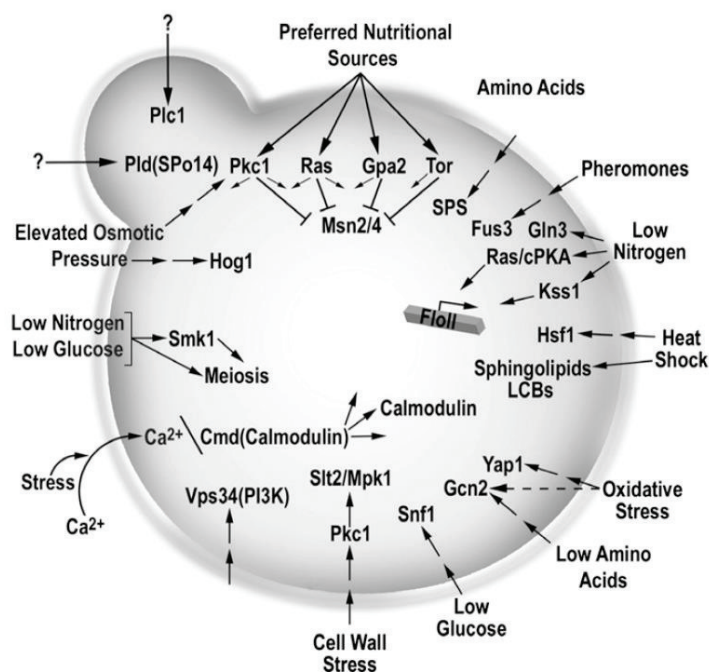 ?
Preferred Nutritional
Sources
Amino Acids
Plc1
?
Pld(SPo14)
Pkc1
Ras
Gpa2
Tor
Pheromones
SPS
Msn2/4
Fus3
Gln3
Low
Nitrogen
Elevated Osmotic
Pressure
Hog1
Ras/cPKA
Kss1
FloII
Low Nitrogen
Low Glucose
Smk1
Meiosis
Hsf1
Heat
Shock
Sphingolipids
LCBs
Calmodulin
Ca2+
Cmd(Calmodulin)
Stress
Ca2+
Vps34(PI3K)
Slt2/Mpk1
Pkc1
Snf1
Yap1
Gcn2
Oxidative
Stress
Low Amino
Acids
Low
Glucose
Cell Wall
Stress